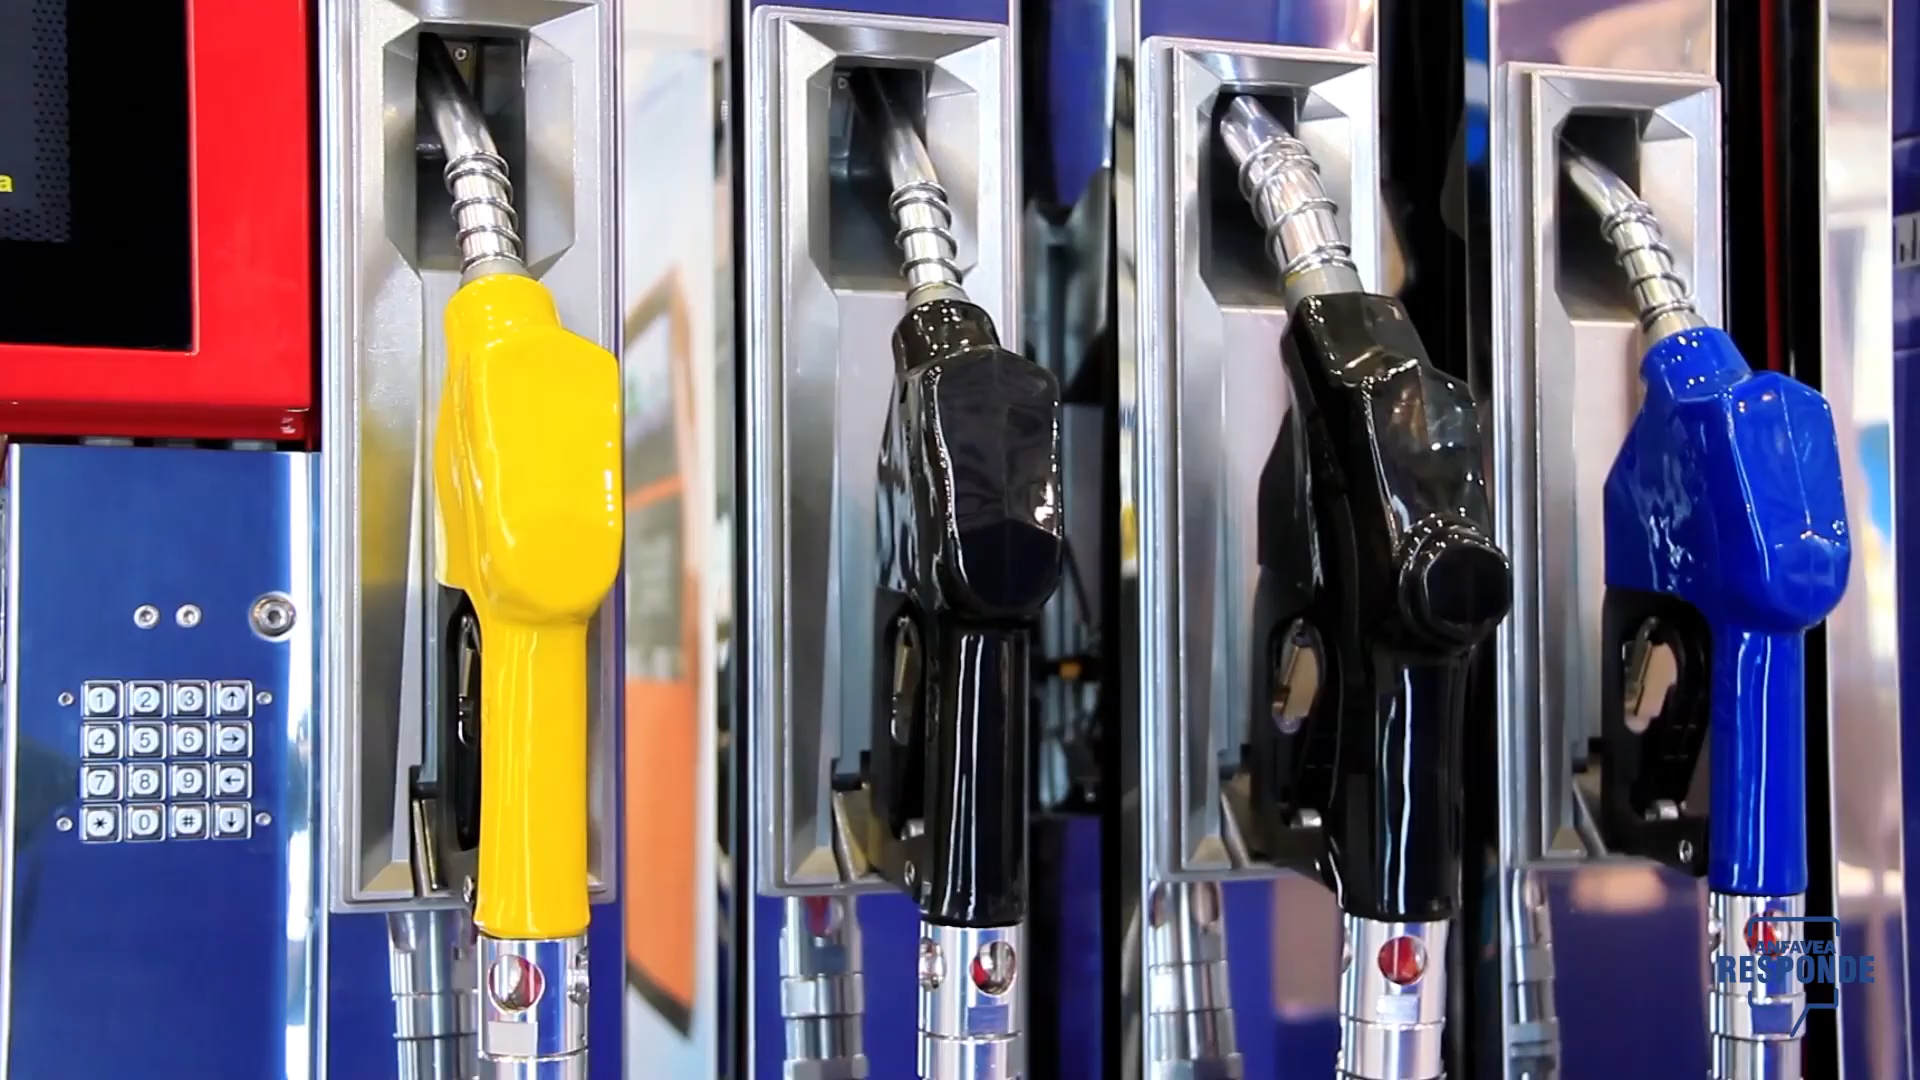 a
1 2 3 ↑
4 5 6 →
7 8 9 ←
* 0 # ↓
ANFAVEA
RESPONDE